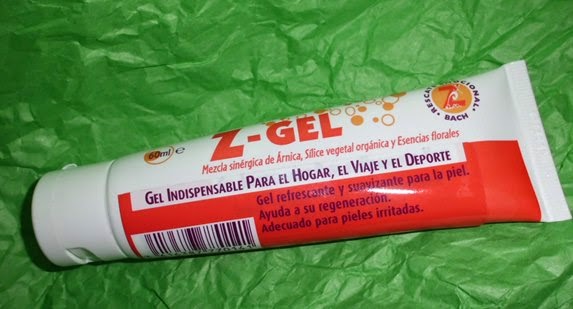 Z-GEL
60ml e
Mezcla sinérgica de Árnica, Sílice vegetal orgánica y Esencias florales
GEL INDISPENSABLE PARA EL HOGAR, EL VIAJE Y EL DEPORTE
Gel refrescante y suavizante para la piel.
Ayuda a su regeneración.
Adecuado para pieles irritadas.
BACH